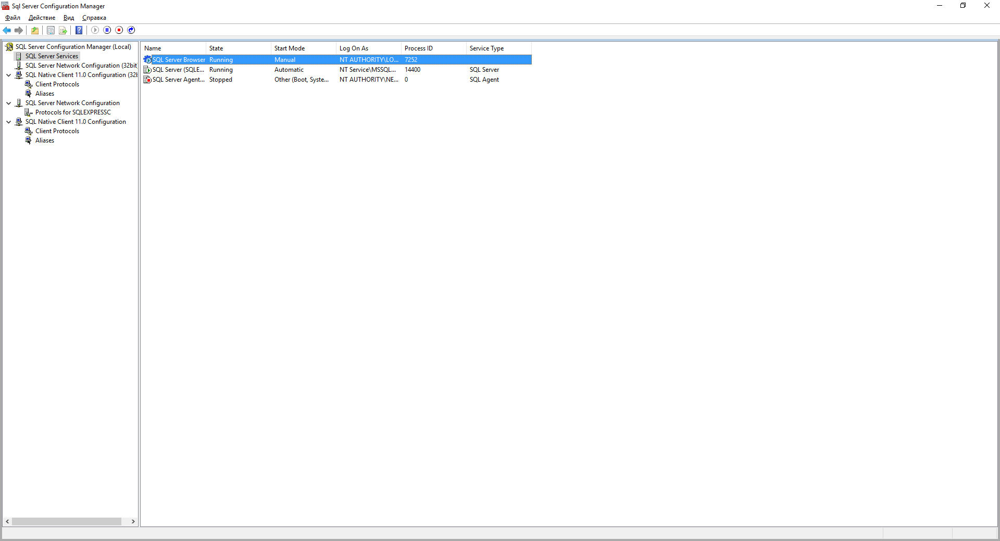 Sql Server Configuration Manager
Файл Действие Вид Справка
SQL Server Configuration Manager (Local)
SQL Server Services
SQL Server Network Configuration (32bit
SQL Native Client 11.0 Configuration (32b
Client Protocols
Aliases
SQL Server Network Configuration
Protocols for SQLEXPRESSC
SQL Native Client 11.0 Configuration
Client Protocols
Aliases
Name State Start Mode Log On As Process ID Service Type
SQL Server Browser Running Manual NT AUTHORITY\LO... 7252
SQL Server (SQLE... Running Automatic NT Service\MSSQL... 14400 SQL Server
SQL Server Agent... Stopped Other (Boot, Syste... NT AUTHORITY\NE... 0 SQL Agent